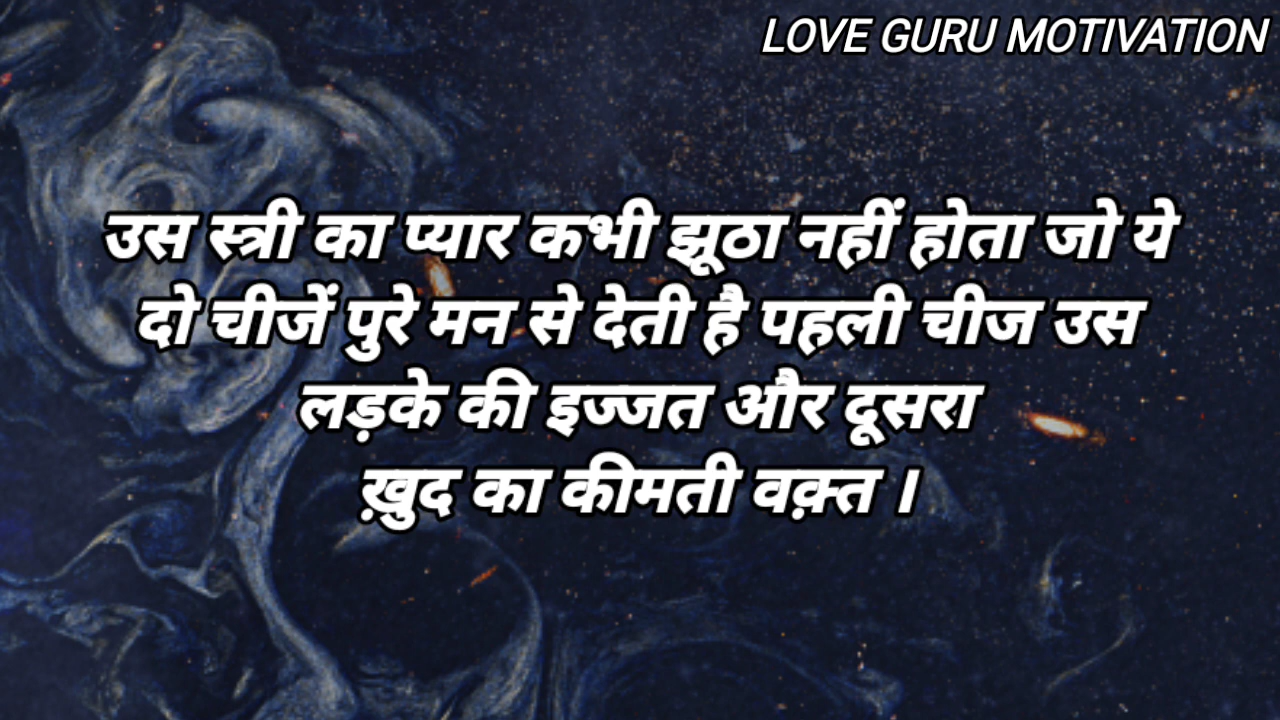 LOVE GURU MOTIVATION
उस स्त्री का प्यार कभी झूठा नहीं होता जो ये
दो चीजें पुरे मन से देती है पहली चीज उस
लड़के की इज्जत और दूसरा
ख़ुद का कीमती वक़्त ।